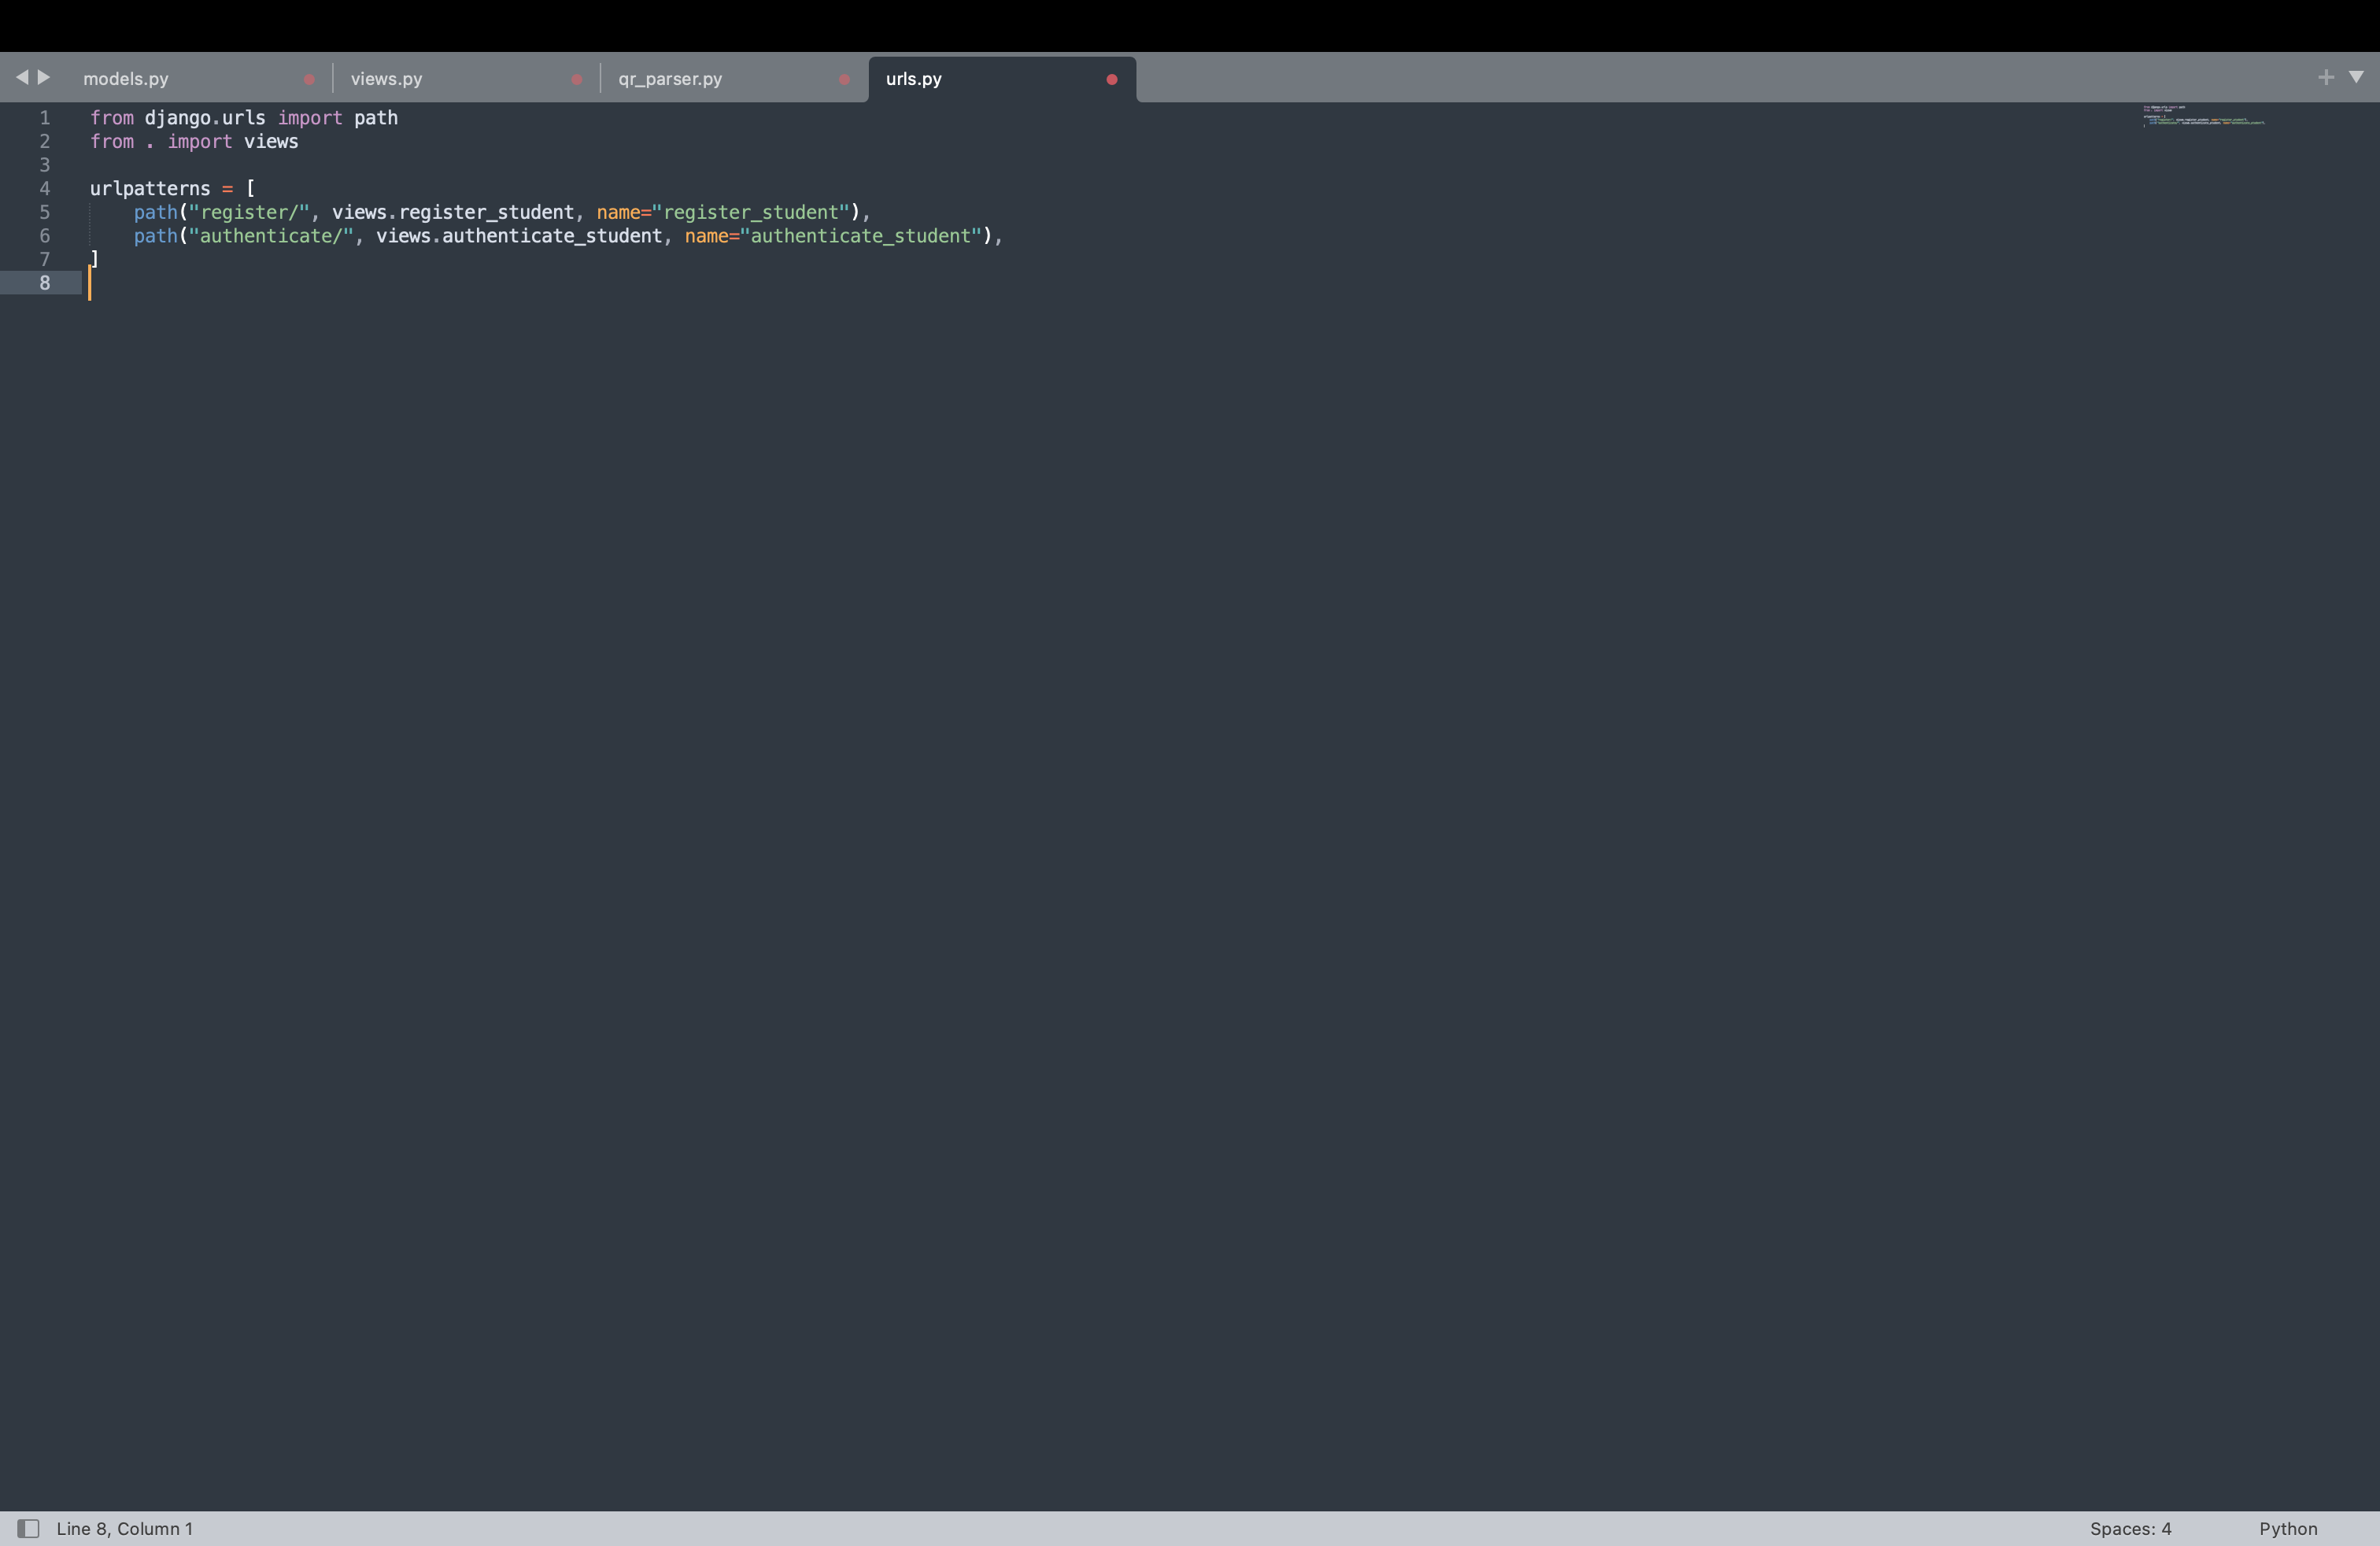 models.py views.py qr_parser.py urls.py
1 from django.urls import path
2 from . import views
3
4 urlpatterns = [
5     path("register/", views.register_student, name="register_student"),
6     path("authenticate/", views.authenticate_student, name="authenticate_student"),
7 ]
8
Line 8, Column 1 Spaces: 4 Python